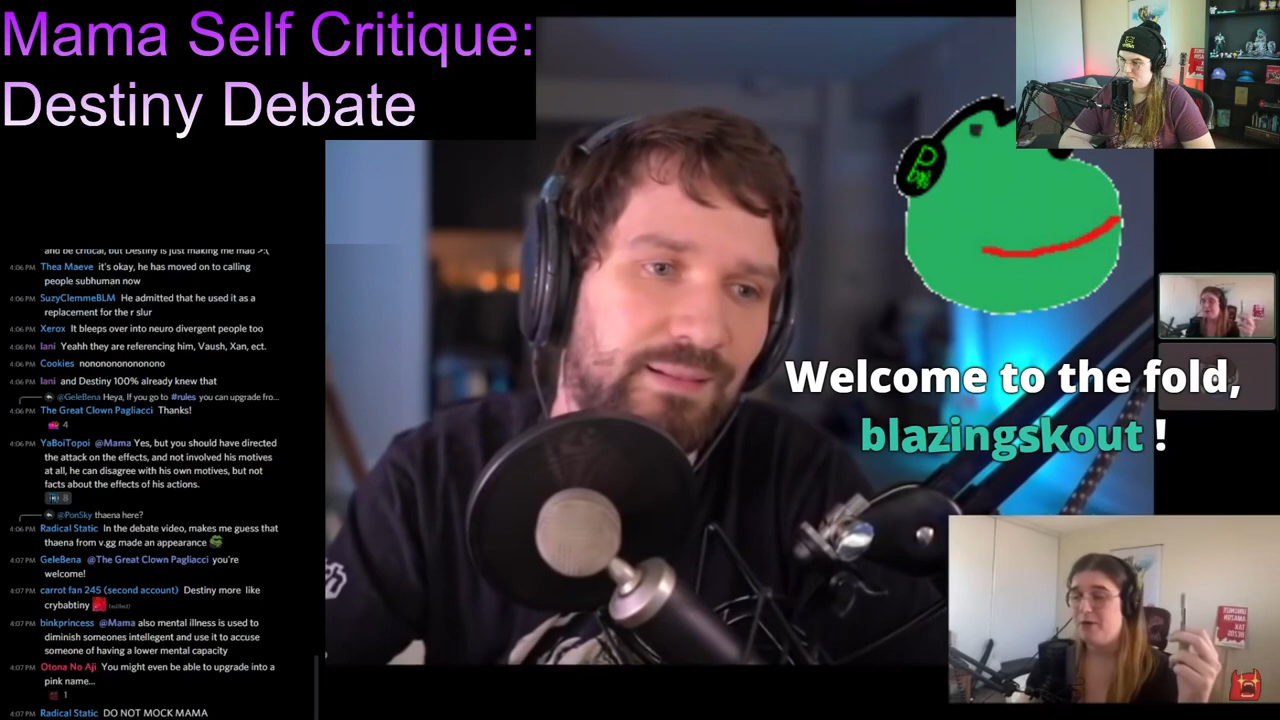 Mama Self Critique:
Destiny Debate
and be critical, but Destiny is just making me mad >:(
4:06 PM Thea Maeve it's okay, he has moved on to calling
people subhuman now
4:06 PM SuzyClemmeBLM He admitted that he used it as a
replacement for the r slur
4:06 PM Xerox It bleeps over into neuro divergent people too
4:06 PM Iani Yeahh they are referencing him, Vaush, Xan, ect.
4:06 PM Cookies nononononononono
4:06 PM Iani and Destiny 100% already knew that
@GeleBena Heya, If you go to #rules you can upgrade fro...
4:06 PM The Great Clown Pagliacci Thanks!
4
4:06 PM YaBoiTopoi @Mama Yes, but you should have directed
the attack on the effects, and not involved his motives
at all, he can disagree with his own motives, but not
facts about the effects of his actions.
8
@PonSky thaena here?
4:06 PM Radical Static In the debate video, makes me guess that
thaena from v.gg made an appearance
4:07 PM GeleBena @The Great Clown Pagliacci you're
welcome!
4:07 PM carrot fan 245 (second account) Destiny more like
crybabtiny (edited)
4:07 PM binkprincess @Mama also mental illness is used to
diminish someones intellegent and use it to accuse
someone of having a lower mental capacity
4:07 PM Otona No Aji You might even be able to upgrade into a
pink name...
1
4:07 PM Radical Static DO NOT MOCK MAMA
Welcome to the fold,
blazingskout !